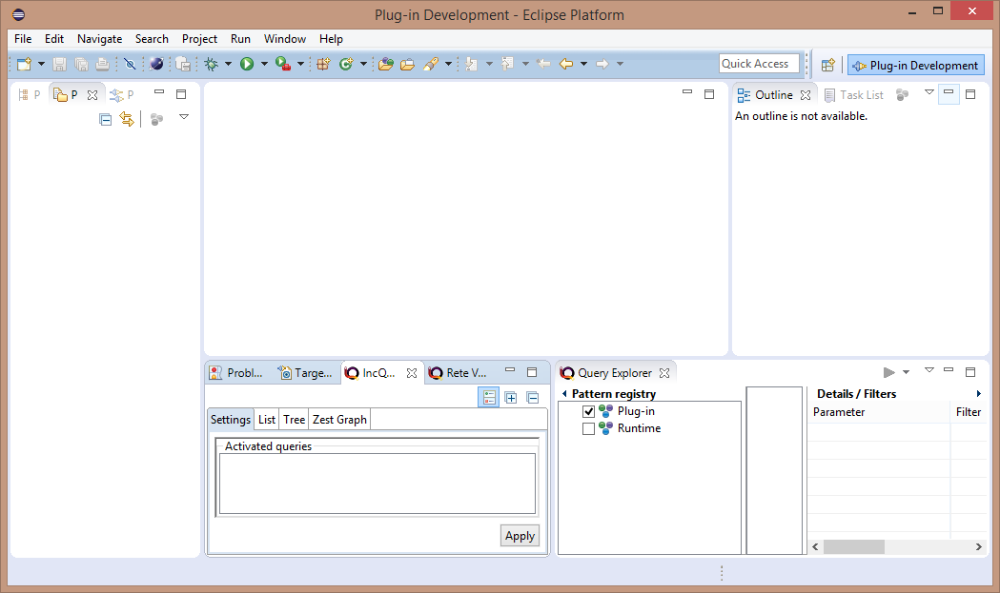 Plug-in Development - Eclipse Platform
File Edit Navigate Search Project Run Window Help
Quick Access
Plug-in Development
P P P
Outline Task List
An outline is not available.
Probl... Targe... IncQ... Rete V...
Settings List Tree Zest Graph
Activated queries
Apply
Query Explorer
Pattern registry
Plug-in
Runtime
Details / Filters
Parameter Filter